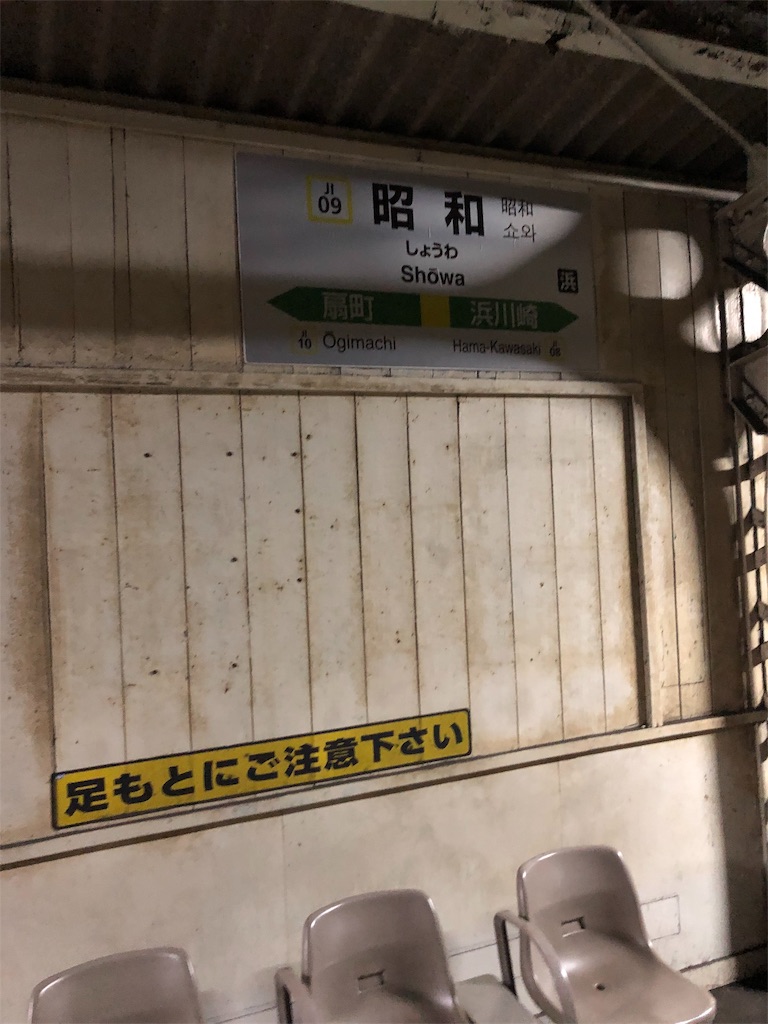 JI
09
昭和
昭和
쇼와
しょうわ
Shōwa
浜
扇町
浜川崎
JI
10
Ōgimachi
Hama-Kawasaki
JI
08
足もとにご注意下さい